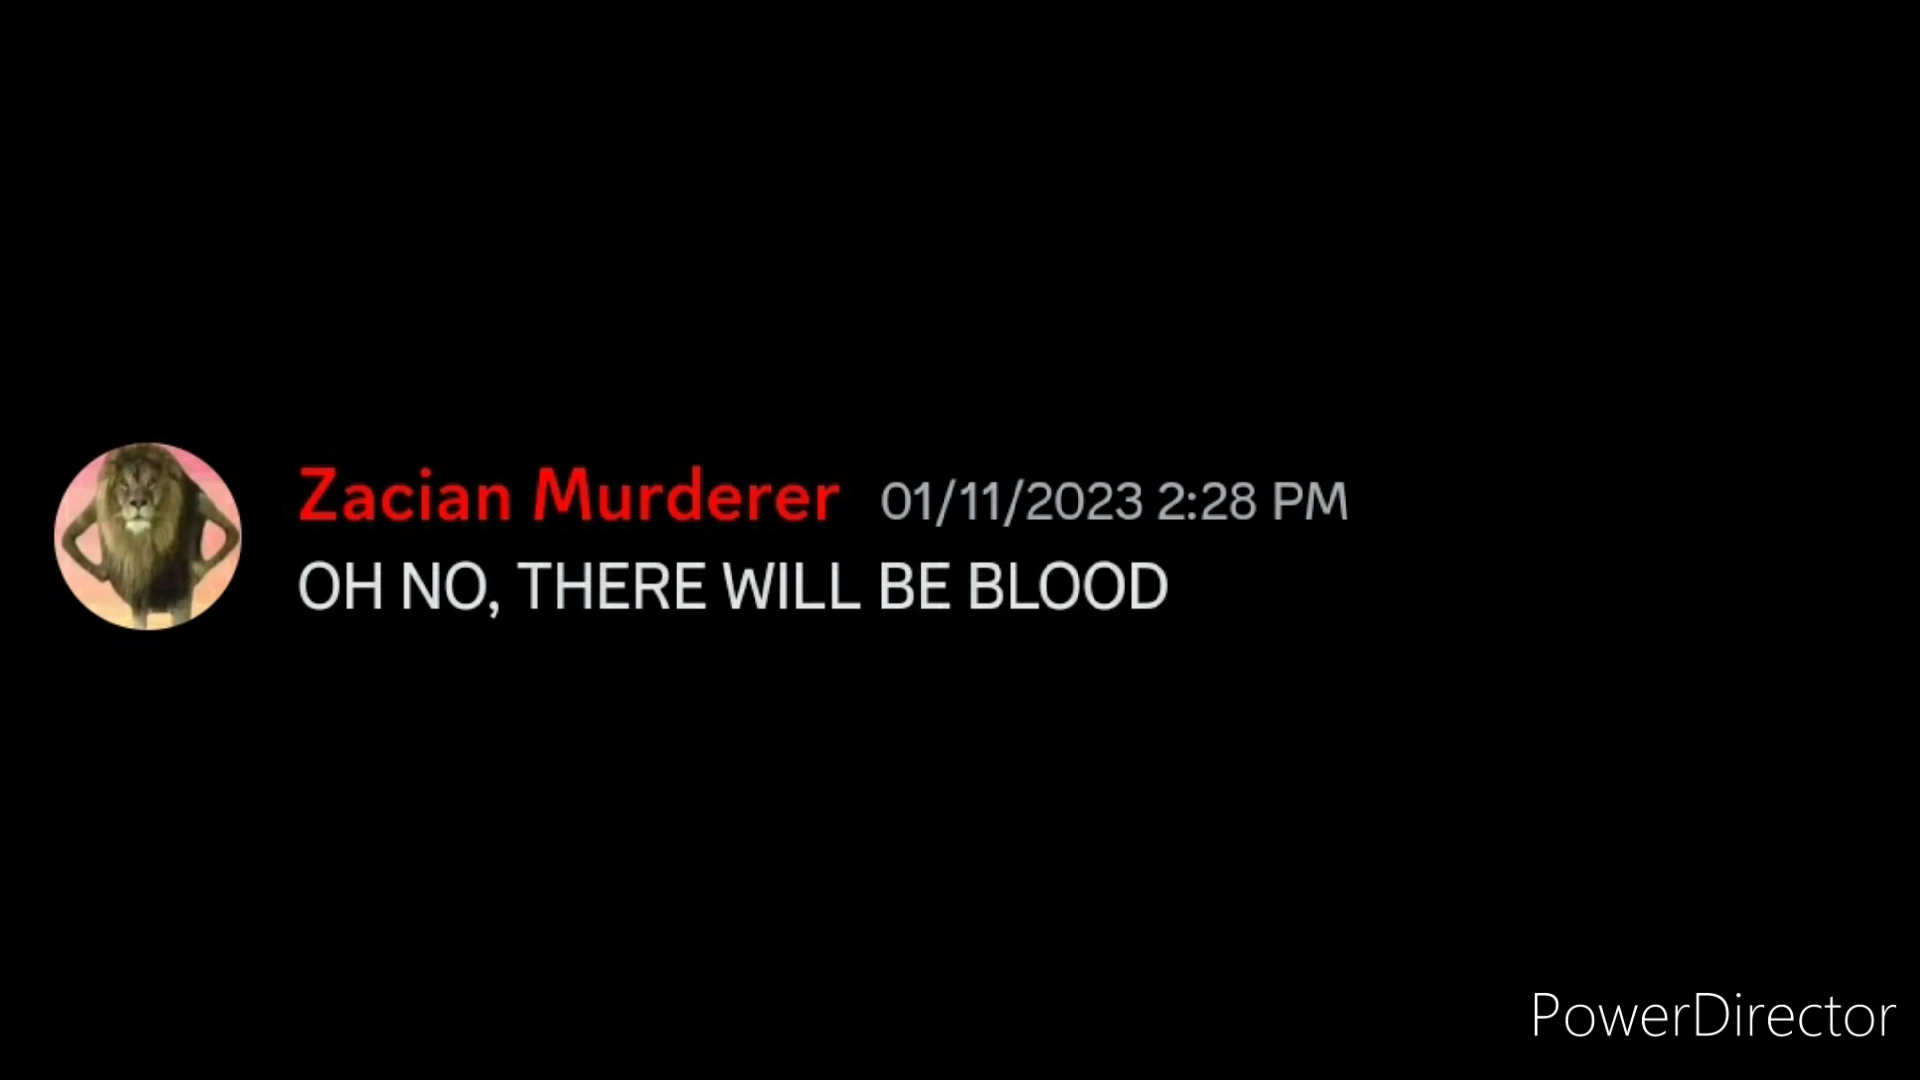 Zacian Murderer 01/11/2023 2:28 PM
OH NO, THERE WILL BE BLOOD
PowerDirector